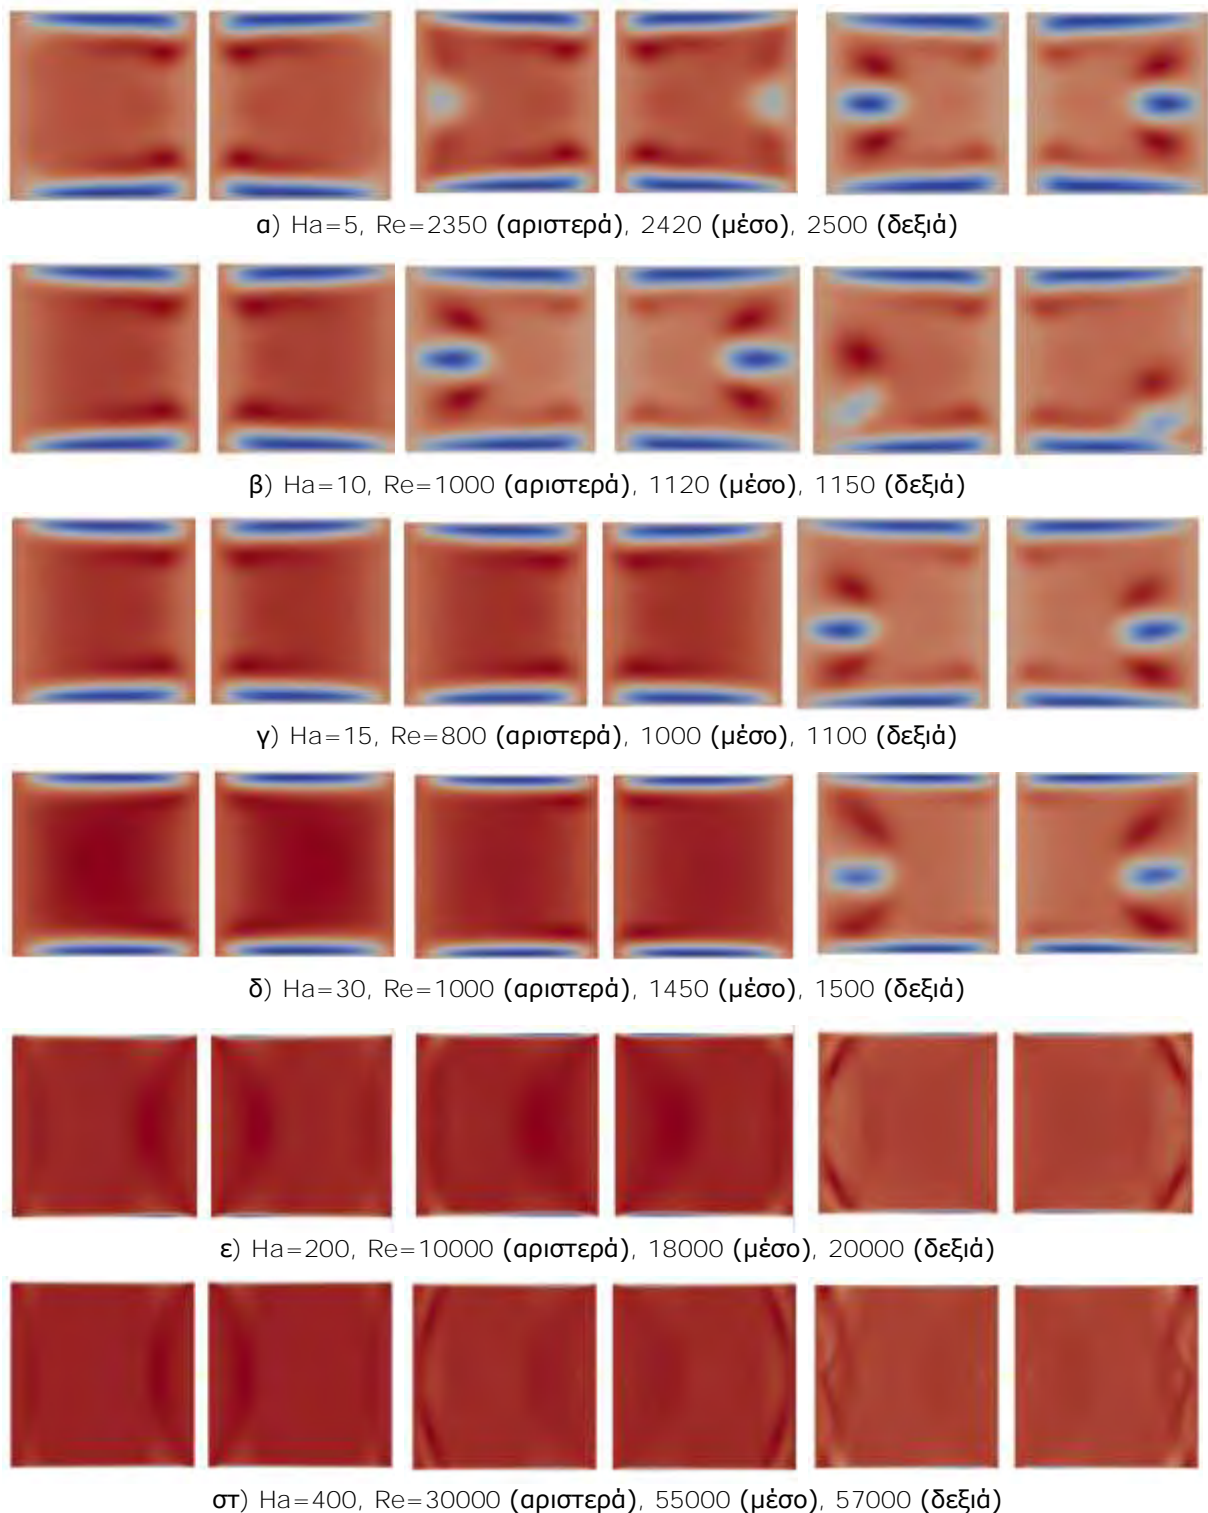 α) Ha=5, Re=2350 (αριστερά), 2420 (μέσο), 2500 (δεξιά)
β) Ha=10, Re=1000 (αριστερά), 1120 (μέσο), 1150 (δεξιά)
γ) Ha=15, Re=800 (αριστερά), 1000 (μέσο), 1100 (δεξιά)
δ) Ha=30, Re=1000 (αριστερά), 1450 (μέσο), 1500 (δεξιά)
ε) Ha=200, Re=10000 (αριστερά), 18000 (μέσο), 20000 (δεξιά)
στ) Ha=400, Re=30000 (αριστερά), 55000 (μέσο), 57000 (δεξιά)